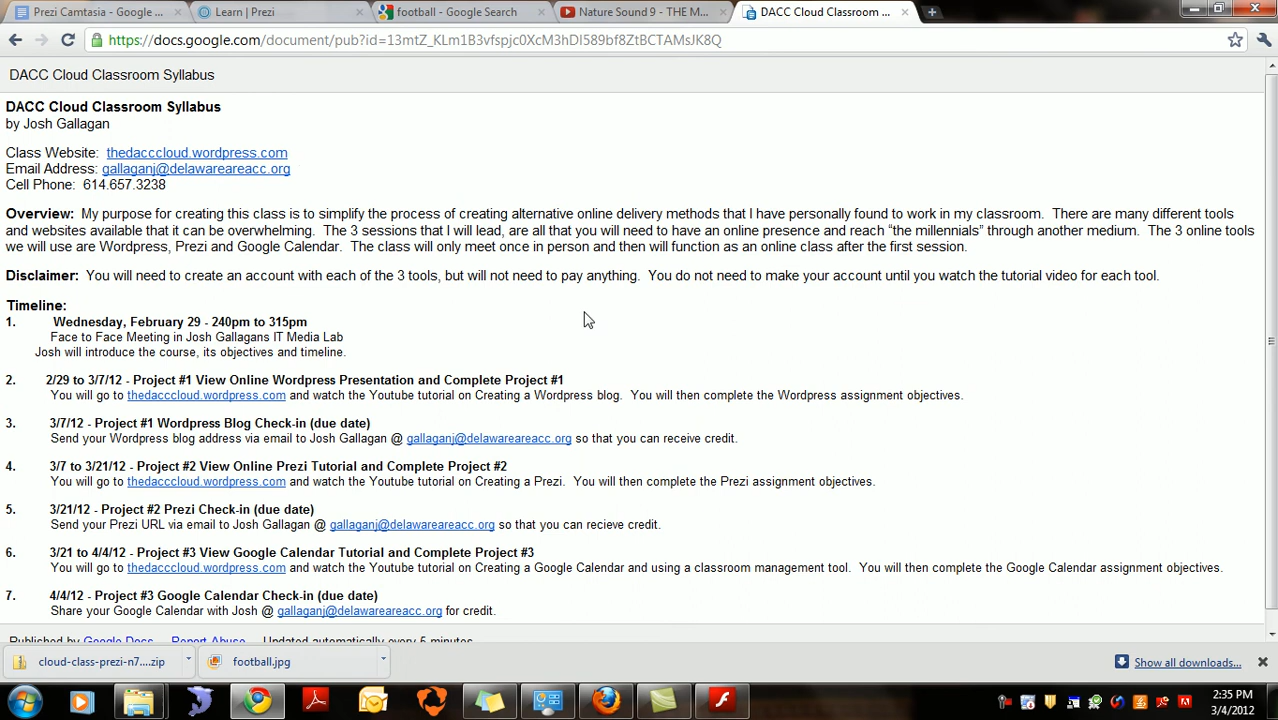 Prezi Camtasia - Google ...
Learn | Prezi
football - Google Search
Nature Sound 9 - THE M...
DACC Cloud Classroom ...
https://docs.google.com/document/pub?id=13mtZ_KLm1B3vfspjc0XcM3hDI589bf8ZtBCTAMsJK8Q
DACC Cloud Classroom Syllabus
DACC Cloud Classroom Syllabus
by Josh Gallagan
Class Website: thedacccloud.wordpress.com
Email Address: gallaganj@delawareareacc.org
Cell Phone: 614.657.3238
Overview: My purpose for creating this class is to simplify the process of creating alternative online delivery methods that I have personally found to work in my classroom. There are many different tools
and websites available that it can be overwhelming. The 3 sessions that I will lead, are all that you will need to have an online presence and reach “the millennials” through another medium. The 3 online tools
we will use are Wordpress, Prezi and Google Calendar. The class will only meet once in person and then will function as an online class after the first session.
Disclaimer: You will need to create an account with each of the 3 tools, but will not need to pay anything. You do not need to make your account until you watch the tutorial video for each tool.
Timeline:
1. Wednesday, February 29 - 240pm to 315pm
Face to Face Meeting in Josh Gallagans IT Media Lab
Josh will introduce the course, its objectives and timeline.
2. 2/29 to 3/7/12 - Project #1 View Online Wordpress Presentation and Complete Project #1
You will go to thedacccloud.wordpress.com and watch the Youtube tutorial on Creating a Wordpress blog. You will then complete the Wordpress assignment objectives.
3. 3/7/12 - Project #1 Wordpress Blog Check-in (due date)
Send your Wordpress blog address via email to Josh Gallagan @ gallaganj@delawareareacc.org so that you can receive credit.
4. 3/7 to 3/21/12 - Project #2 View Online Prezi Tutorial and Complete Project #2
You will go to thedacccloud.wordpress.com and watch the Youtube tutorial on Creating a Prezi. You will then complete the Prezi assignment objectives.
5. 3/21/12 - Project #2 Prezi Check-in (due date)
Send your Prezi URL via email to Josh Gallagan @ gallaganj@delawareareacc.org so that you can recieve credit.
6. 3/21 to 4/4/12 - Project #3 View Google Calendar Tutorial and Complete Project #3
You will go to thedacccloud.wordpress.com and watch the Youtube tutorial on Creating a Google Calendar and using a classroom management tool. You will then complete the Google Calendar assignment objectives.
7. 4/4/12 - Project #3 Google Calendar Check-in (due date)
Share your Google Calendar with Josh @ gallaganj@delawareareacc.org for credit.
Published by Google Docs Report Abuse Updated automatically every 5 minutes
cloud-class-prezi-n7....zip
football.jpg
Show all downloads...
2:35 PM
3/4/2012